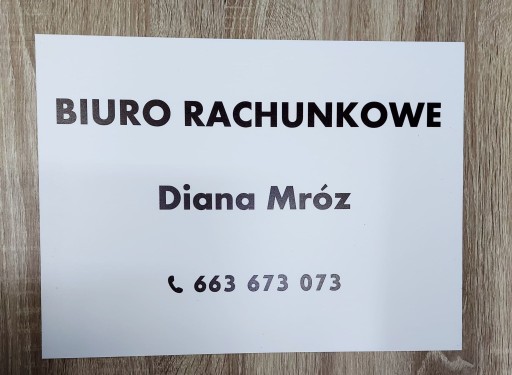 BIURO RACHUNKOWE
Diana Mróz
663 673 073